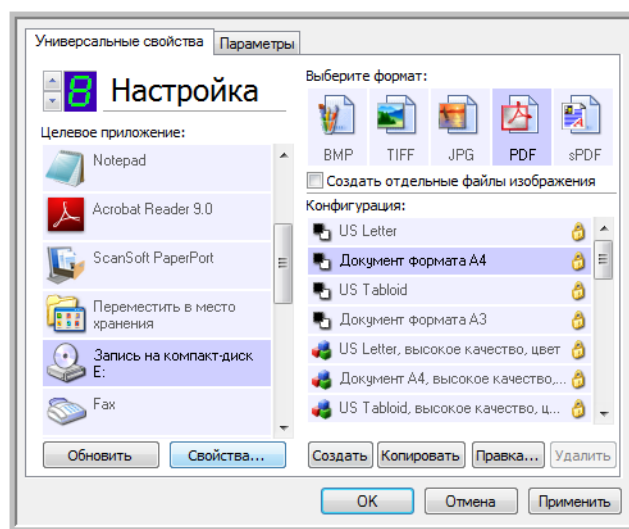 Универсальные свойства
Параметры
8 Настройка
Целевое приложение:
Notepad
Acrobat Reader 9.0
ScanSoft PaperPort
Переместить в место
хранения
Запись на компакт-диск
E:
Fax
Обновить
Свойства...
Выберите формат:
BMP
TIFF
JPG
PDF
sPDF
Создать отдельные файлы изображения
Конфигурация:
US Letter
Документ формата A4
US Tabloid
Документ формата A3
US Letter, высокое качество, цвет
Документ A4, высокое качество,...
US Tabloid, высокое качество, ц...
Создать
Копировать
Правка...
Удалить
OK
Отмена
Применить